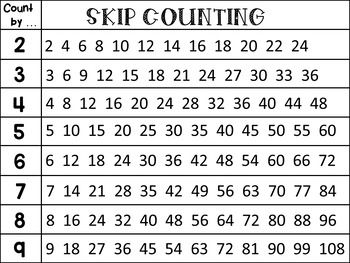 Count by ... SKIP COUNTING
2 2 4 6 8 10 12 14 16 18 20 22 24
3 3 6 9 12 15 18 21 24 27 30 33 36
4 4 8 12 16 20 24 28 32 36 40 44 48
5 5 10 15 20 25 30 35 40 45 50 55 60
6 6 12 18 24 30 36 42 48 54 60 66 72
7 7 14 21 28 35 42 49 56 63 70 77 84
8 8 16 24 32 40 48 56 64 72 80 88 96
9 9 18 27 36 45 54 63 72 81 90 99 108